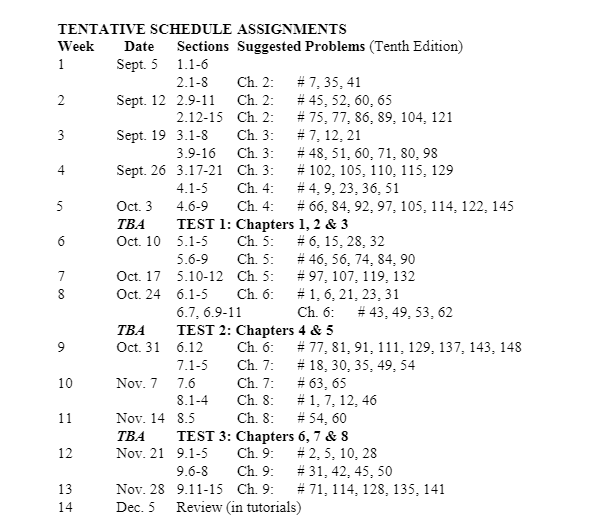 TENTATIVE SCHEDULE ASSIGNMENTS
Week Date Sections Suggested Problems (Tenth Edition)
1 Sept. 5 1.1-6
2.1-8 Ch. 2: # 7, 35, 41
2 Sept. 12 2.9-11 Ch. 2: # 45, 52, 60, 65
2.12-15 Ch. 2: # 75, 77, 86, 89, 104, 121
3 Sept. 19 3.1-8 Ch. 3: # 7, 12, 21
3.9-16 Ch. 3: # 48, 51, 60, 71, 80, 98
4 Sept. 26 3.17-21 Ch. 3: # 102, 105, 110, 115, 129
4.1-5 Ch. 4: # 4, 9, 23, 36, 51
5 Oct. 3 4.6-9 Ch. 4: # 66, 84, 92, 97, 105, 114, 122, 145
TBA TEST 1: Chapters 1, 2 & 3
6 Oct. 10 5.1-5 Ch. 5: # 6, 15, 28, 32
5.6-9 Ch. 5: # 46, 56, 74, 84, 90
7 Oct. 17 5.10-12 Ch. 5: # 97, 107, 119, 132
8 Oct. 24 6.1-5 Ch. 6: # 1, 6, 21, 23, 31
6.7, 6.9-11 Ch. 6: # 43, 49, 53, 62
TBA TEST 2: Chapters 4 & 5
9 Oct. 31 6.12 Ch. 6: # 77, 81, 91, 111, 129, 137, 143, 148
7.1-5 Ch. 7: # 18, 30, 35, 49, 54
10 Nov. 7 7.6 Ch. 7: # 63, 65
8.1-4 Ch. 8: # 1, 7, 12, 46
11 Nov. 14 8.5 Ch. 8: # 54, 60
TBA TEST 3: Chapters 6, 7 & 8
12 Nov. 21 9.1-5 Ch. 9: # 2, 5, 10, 28
9.6-8 Ch. 9: # 31, 42, 45, 50
13 Nov. 28 9.11-15 Ch. 9: # 71, 114, 128, 135, 141
14 Dec. 5 Review (in tutorials)